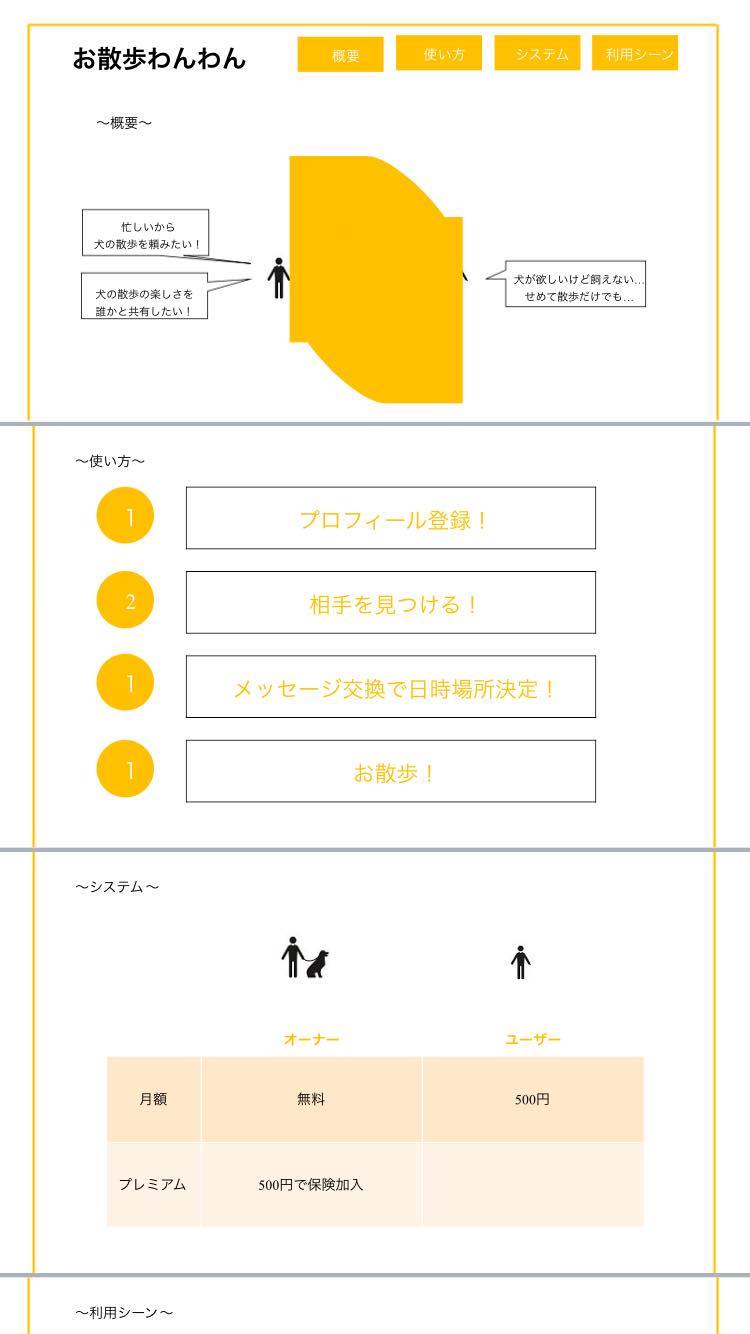 お散歩わんわん
概要
使い方
システム
利用シーン
〜概要〜
忙しいから
犬の散歩を頼みたい！
犬の散歩の楽しさを
誰かと共有したい！
犬が欲しいけど飼えない…
せめて散歩だけでも…
〜使い方〜
1
プロフィール登録！
2
相手を見つける！
1
メッセージ交換で日時場所決定！
1
お散歩！
〜システム〜
オーナー
ユーザー
月額
無料
500円
プレミアム
500円で保険加入
〜利用シーン〜